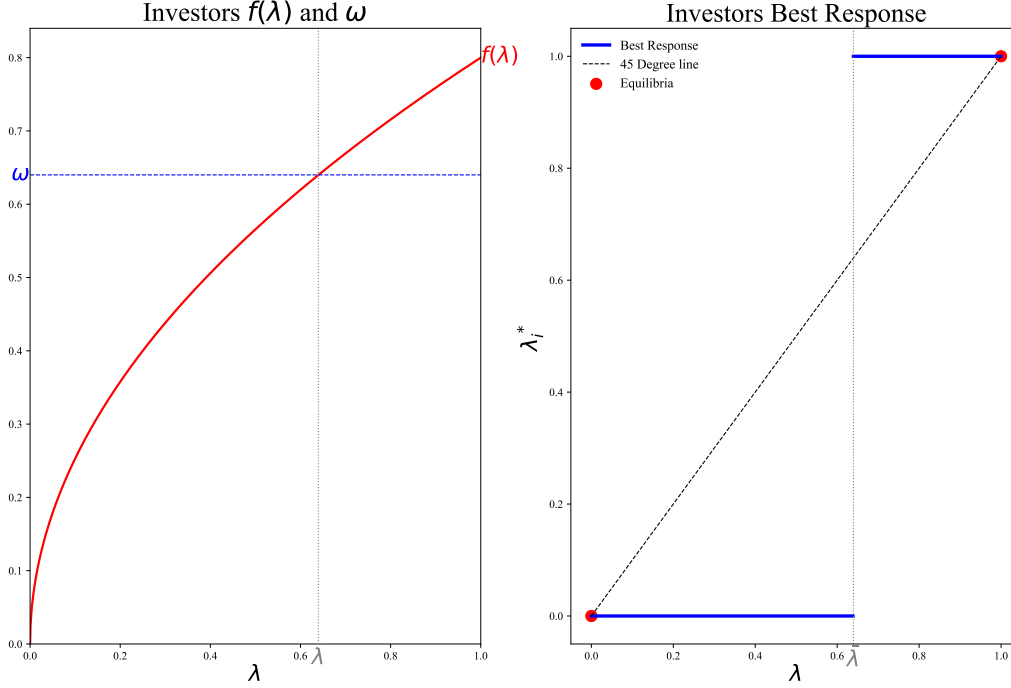 Investors f(λ) and ω
f(λ)
ω
0.8
0.7
0.6
0.5
0.4
0.3
0.2
0.1
0.0
0.0 0.2 0.4 0.6 0.8 1.0
λ̄
λ
Investors Best Response
Best Response
45 Degree line
Equilibria
λᵢ*
1.0
0.8
0.6
0.4
0.2
0.0
0.0 0.2 0.4 0.6 0.8 1.0
λ̄
λ